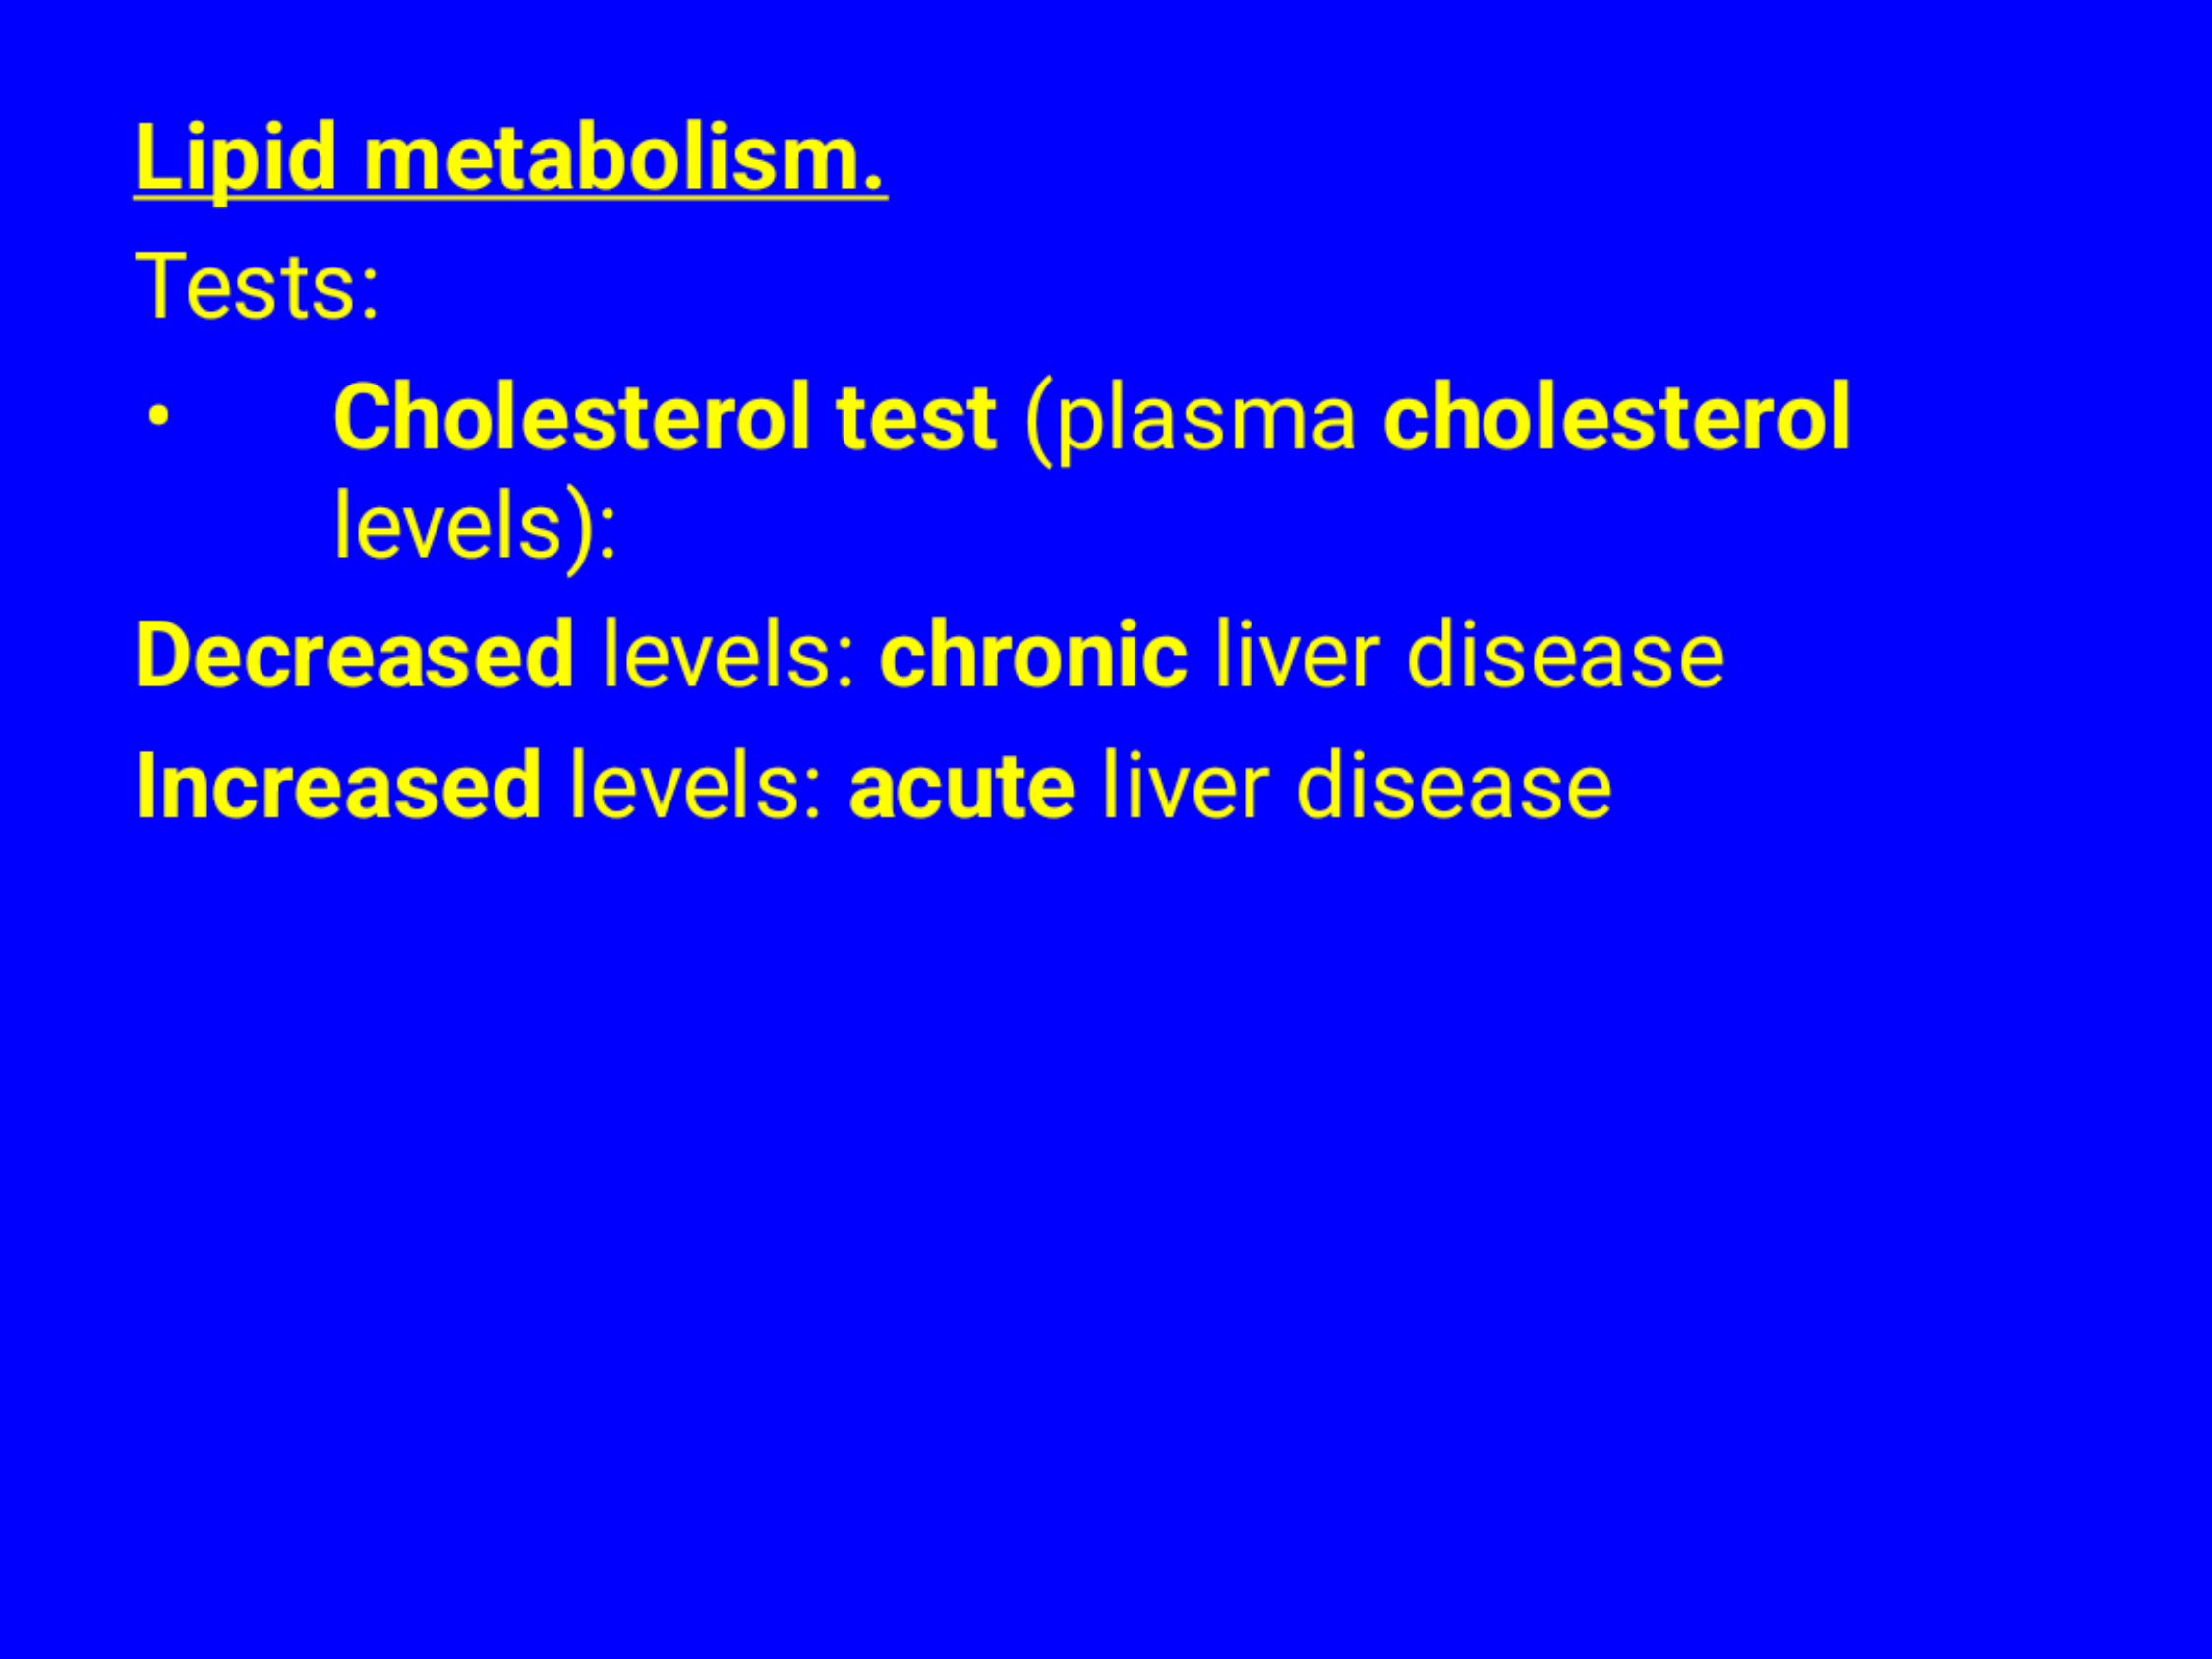 Lipid metabolism.
Tests:
• Cholesterol test (plasma cholesterol
levels):
Decreased levels: chronic liver disease
Increased levels: acute liver disease